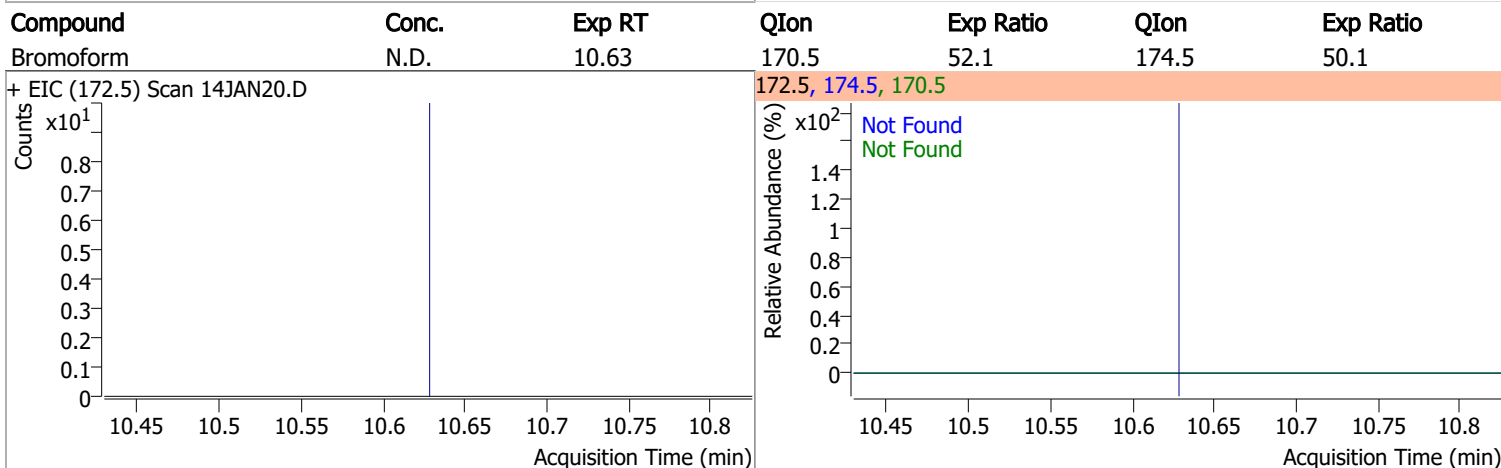 Compound Conc. Exp RT QIon Exp Ratio QIon Exp Ratio
Bromoform N.D. 10.63 170.5 52.1 174.5 50.1
+ EIC (172.5) Scan 14JAN20.D
Counts
x10¹
0.8
0.7
0.6
0.5
0.4
0.3
0.2
0.1
0
10.45 10.5 10.55 10.6 10.65 10.7 10.75 10.8
Acquisition Time (min)
172.5, 174.5, 170.5
Relative Abundance (%)
x10²
Not Found
Not Found
1.4
1.2
1
0.8
0.6
0.4
0.2
0
10.45 10.5 10.55 10.6 10.65 10.7 10.75 10.8
Acquisition Time (min)